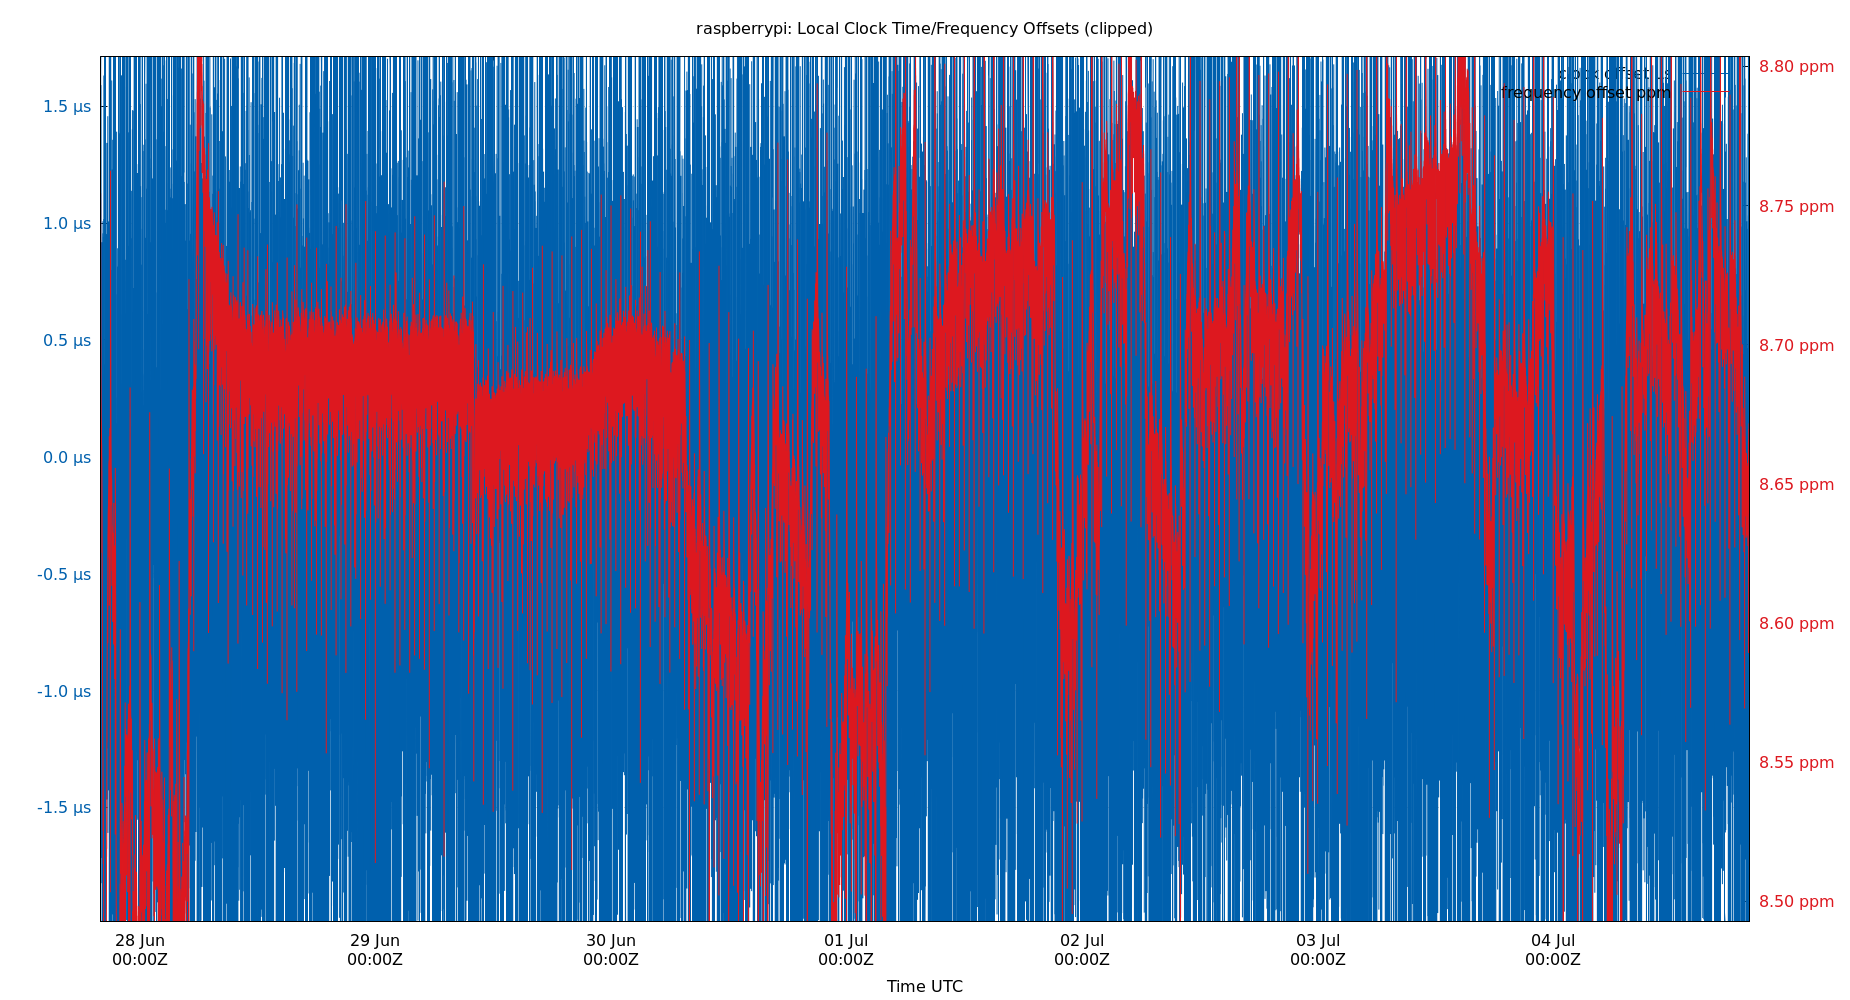 raspberrypi: Local Clock Time/Frequency Offsets (clipped)
clock offset µs
frequency offset ppm
1.5 µs
1.0 µs
0.5 µs
0.0 µs
-0.5 µs
-1.0 µs
-1.5 µs
8.80 ppm
8.75 ppm
8.70 ppm
8.65 ppm
8.60 ppm
8.55 ppm
8.50 ppm
28 Jun 29 Jun 30 Jun 01 Jul 02 Jul 03 Jul 04 Jul
00:00Z 00:00Z 00:00Z 00:00Z 00:00Z 00:00Z 00:00Z
Time UTC